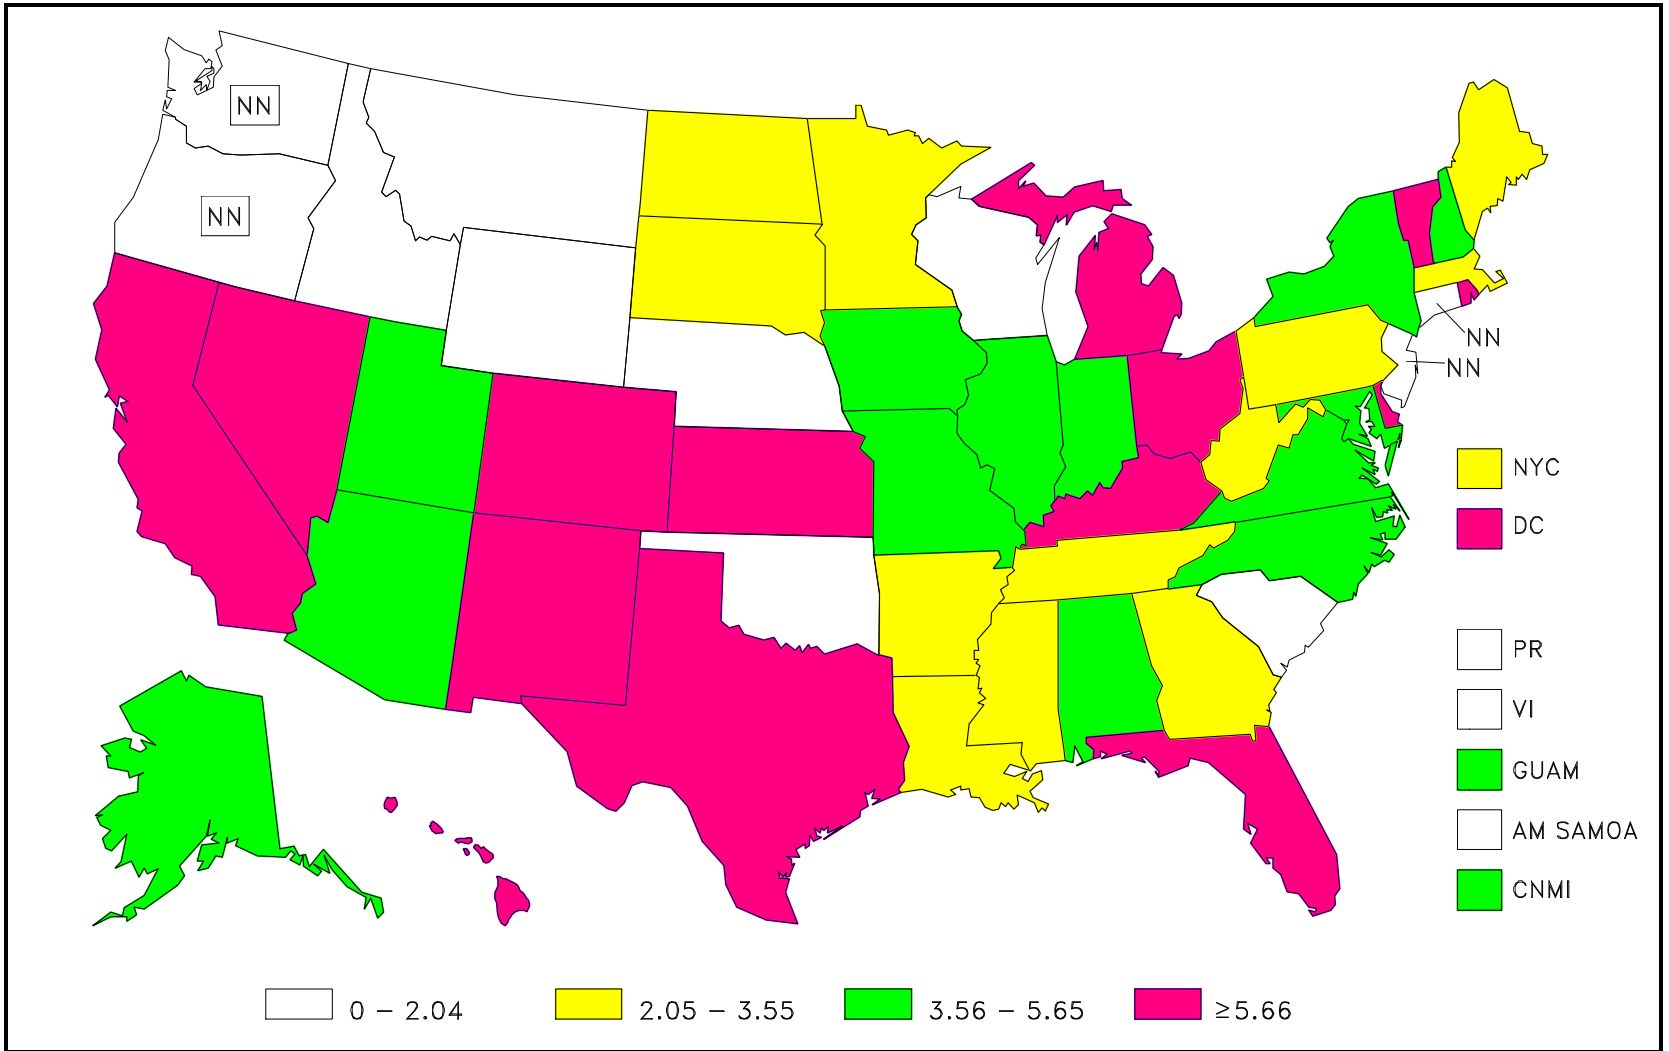 NN
NN
NN
NN
NYC
DC
PR
VI
GUAM
AM SAMOA
CNMI
0 – 2.04
2.05 – 3.55
3.56 – 5.65
≥5.66